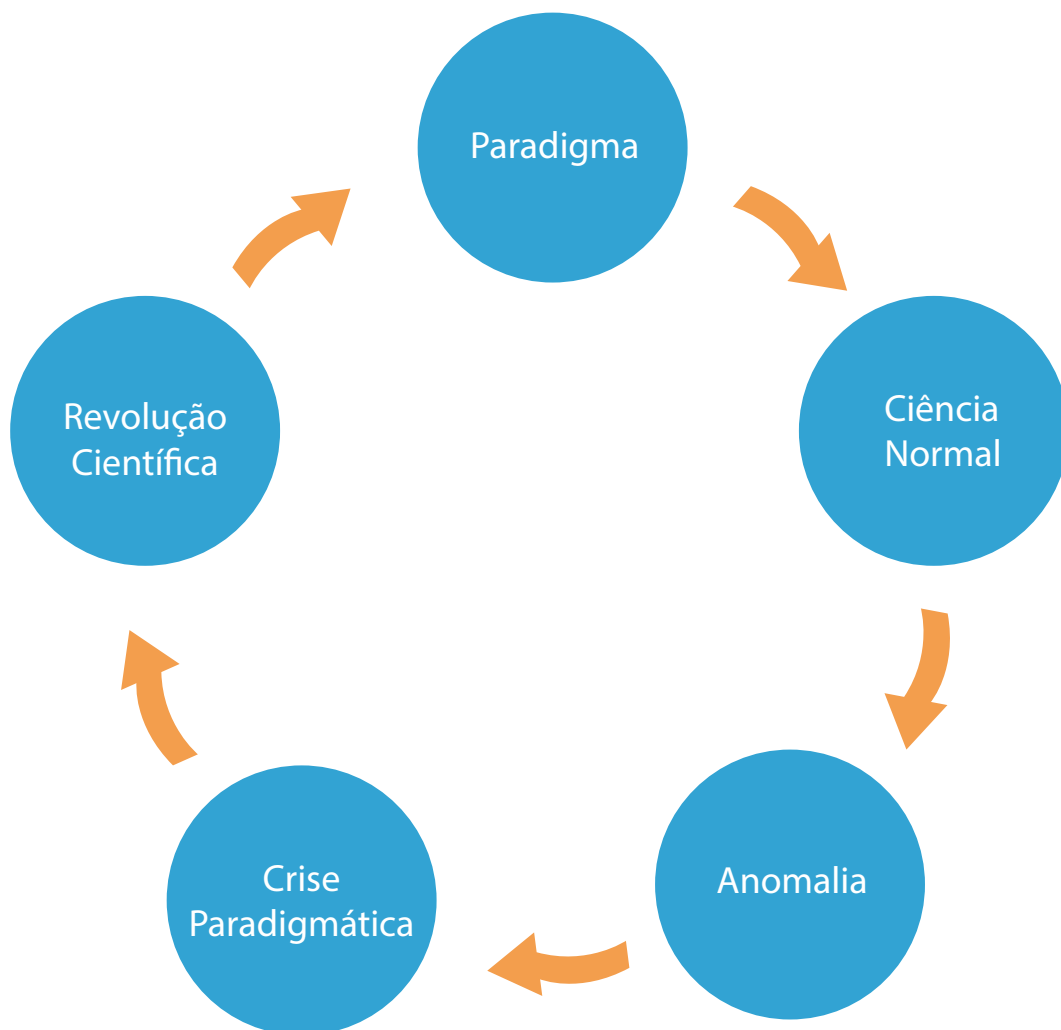 Paradigma
Ciência
Normal
Anomalia
Crise
Paradigmática
Revolução
Científica